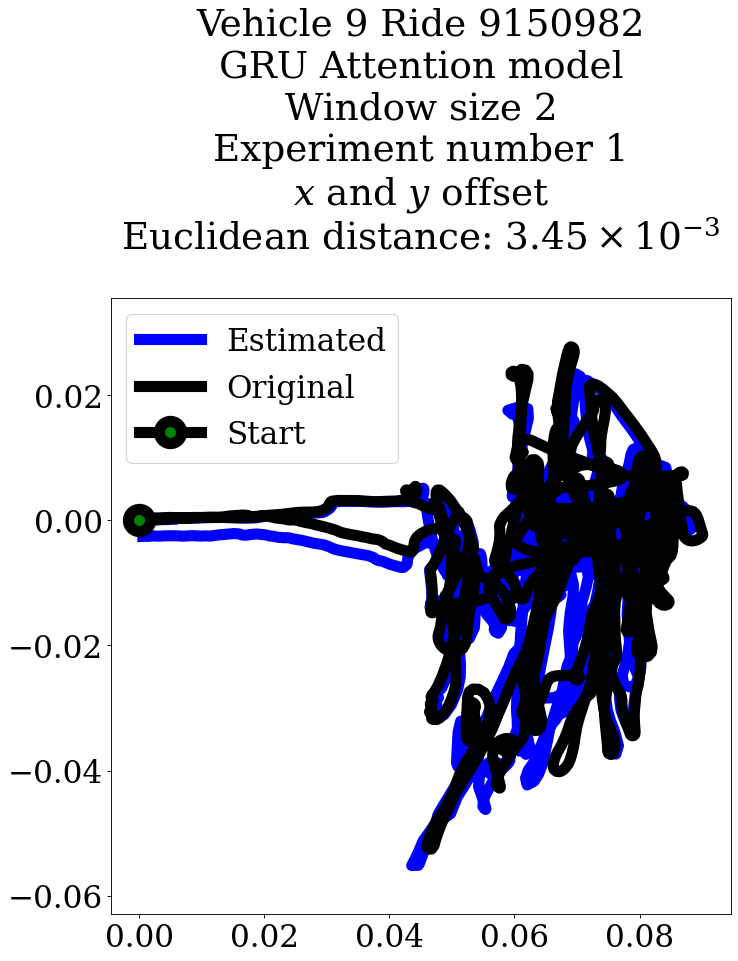 Vehicle 9 Ride 9150982
GRU Attention model
Window size 2
Experiment number 1
x and y offset
Euclidean distance: 3.45 × 10⁻³
Estimated
Original
Start
0.02
0.00
−0.02
−0.04
−0.06
0.00 0.02 0.04 0.06 0.08